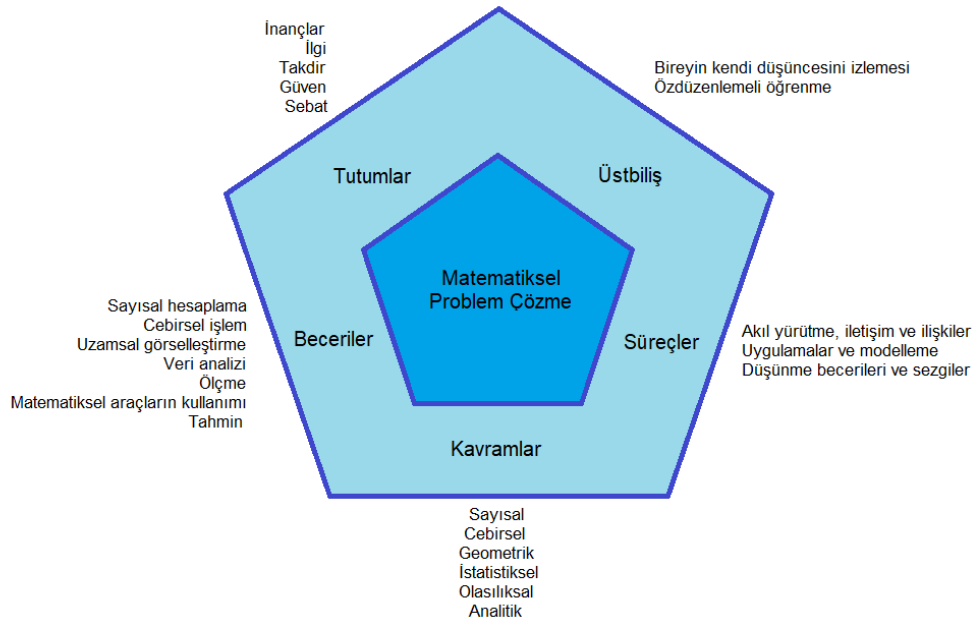 İnançlar
İlgi
Takdir
Güven
Sebat
Bireyin kendi düşüncesini izlemesi
Özdüzenlemeli öğrenme
Tutumlar
Üstbiliş
Matematiksel
Problem Çözme
Sayısal hesaplama
Cebirsel işlem
Uzamsal görselleştirme
Veri analizi
Ölçme
Matematiksel araçların kullanımı
Tahmin
Beceriler
Süreçler
Akıl yürütme, iletişim ve ilişkiler
Uygulamalar ve modelleme
Düşünme becerileri ve sezgiler
Kavramlar
Sayısal
Cebirsel
Geometrik
İstatistiksel
Olasılıksal
Analitik